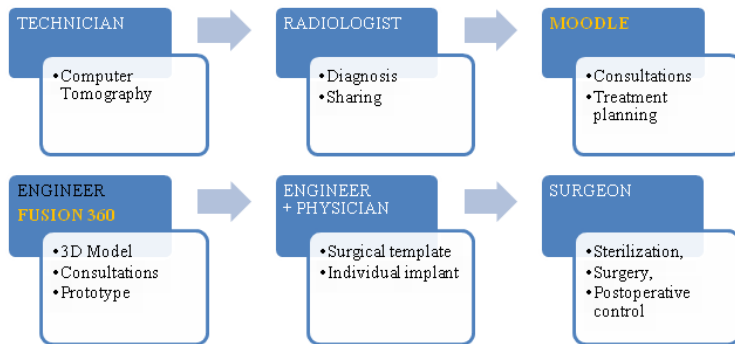 TECHNICIAN
• Computer
Tomography
RADIOLOGIST
• Diagnosis
• Sharing
MOODLE
• Consultations
• Treatment
planning
ENGINEER
FUSION 360
• 3D Model
• Consultations
• Prototype
ENGINEER
+ PHYSICIAN
• Surgical template
• Individual implant
SURGEON
• Sterilization,
• Surgery,
• Postoperative
control